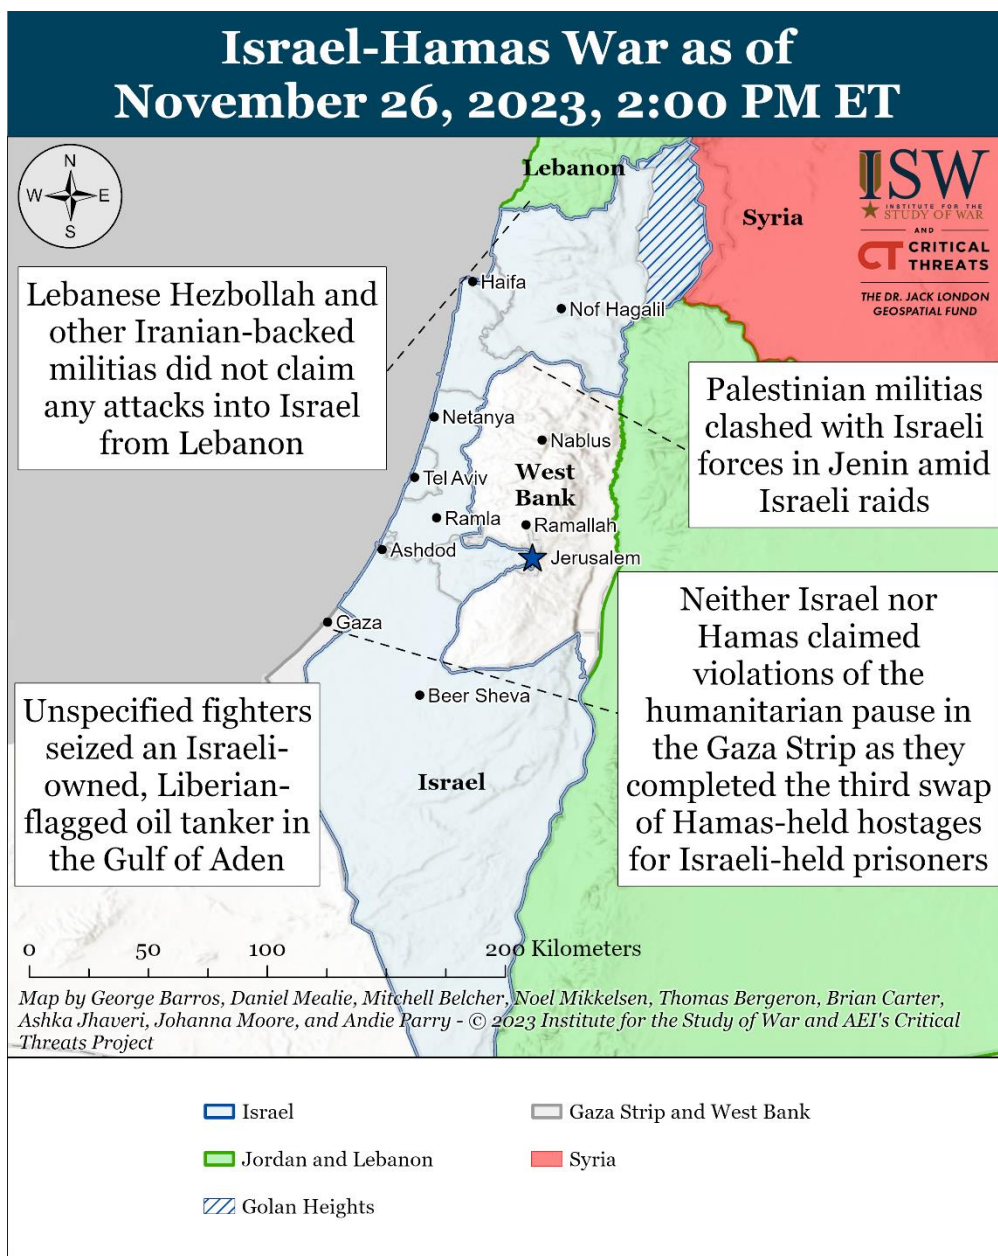 Israel-Hamas War as of
November 26, 2023, 2:00 PM ET
N
W
E
S
Lebanon
Syria
ISW
INSTITUTE FOR THE
STUDY OF WAR
AND
CT CRITICAL
THREATS
THE DR. JACK LONDON
GEOSPATIAL FUND
Lebanese Hezbollah and
other Iranian-backed
militias did not claim
any attacks into Israel
from Lebanon
Haifa
Nof Hagalil
Palestinian militias
clashed with Israeli
forces in Jenin amid
Israeli raids
Netanya
Nablus
West
Bank
Tel Aviv
Ramla
Ramallah
Ashdod
Jerusalem
Gaza
Neither Israel nor
Hamas claimed
violations of the
humanitarian pause in
the Gaza Strip as they
completed the third swap
of Hamas-held hostages
for Israeli-held prisoners
Beer Sheva
Israel
Unspecified fighters
seized an Israeli-
owned, Liberian-
flagged oil tanker in
the Gulf of Aden
0 50 100 200 Kilometers
Map by George Barros, Daniel Mealie, Mitchell Belcher, Noel Mikkelsen, Thomas Bergeron, Brian Carter,
Ashka Jhaveri, Johanna Moore, and Andie Parry - © 2023 Institute for the Study of War and AEI's Critical
Threats Project
Israel
Gaza Strip and West Bank
Jordan and Lebanon
Syria
Golan Heights